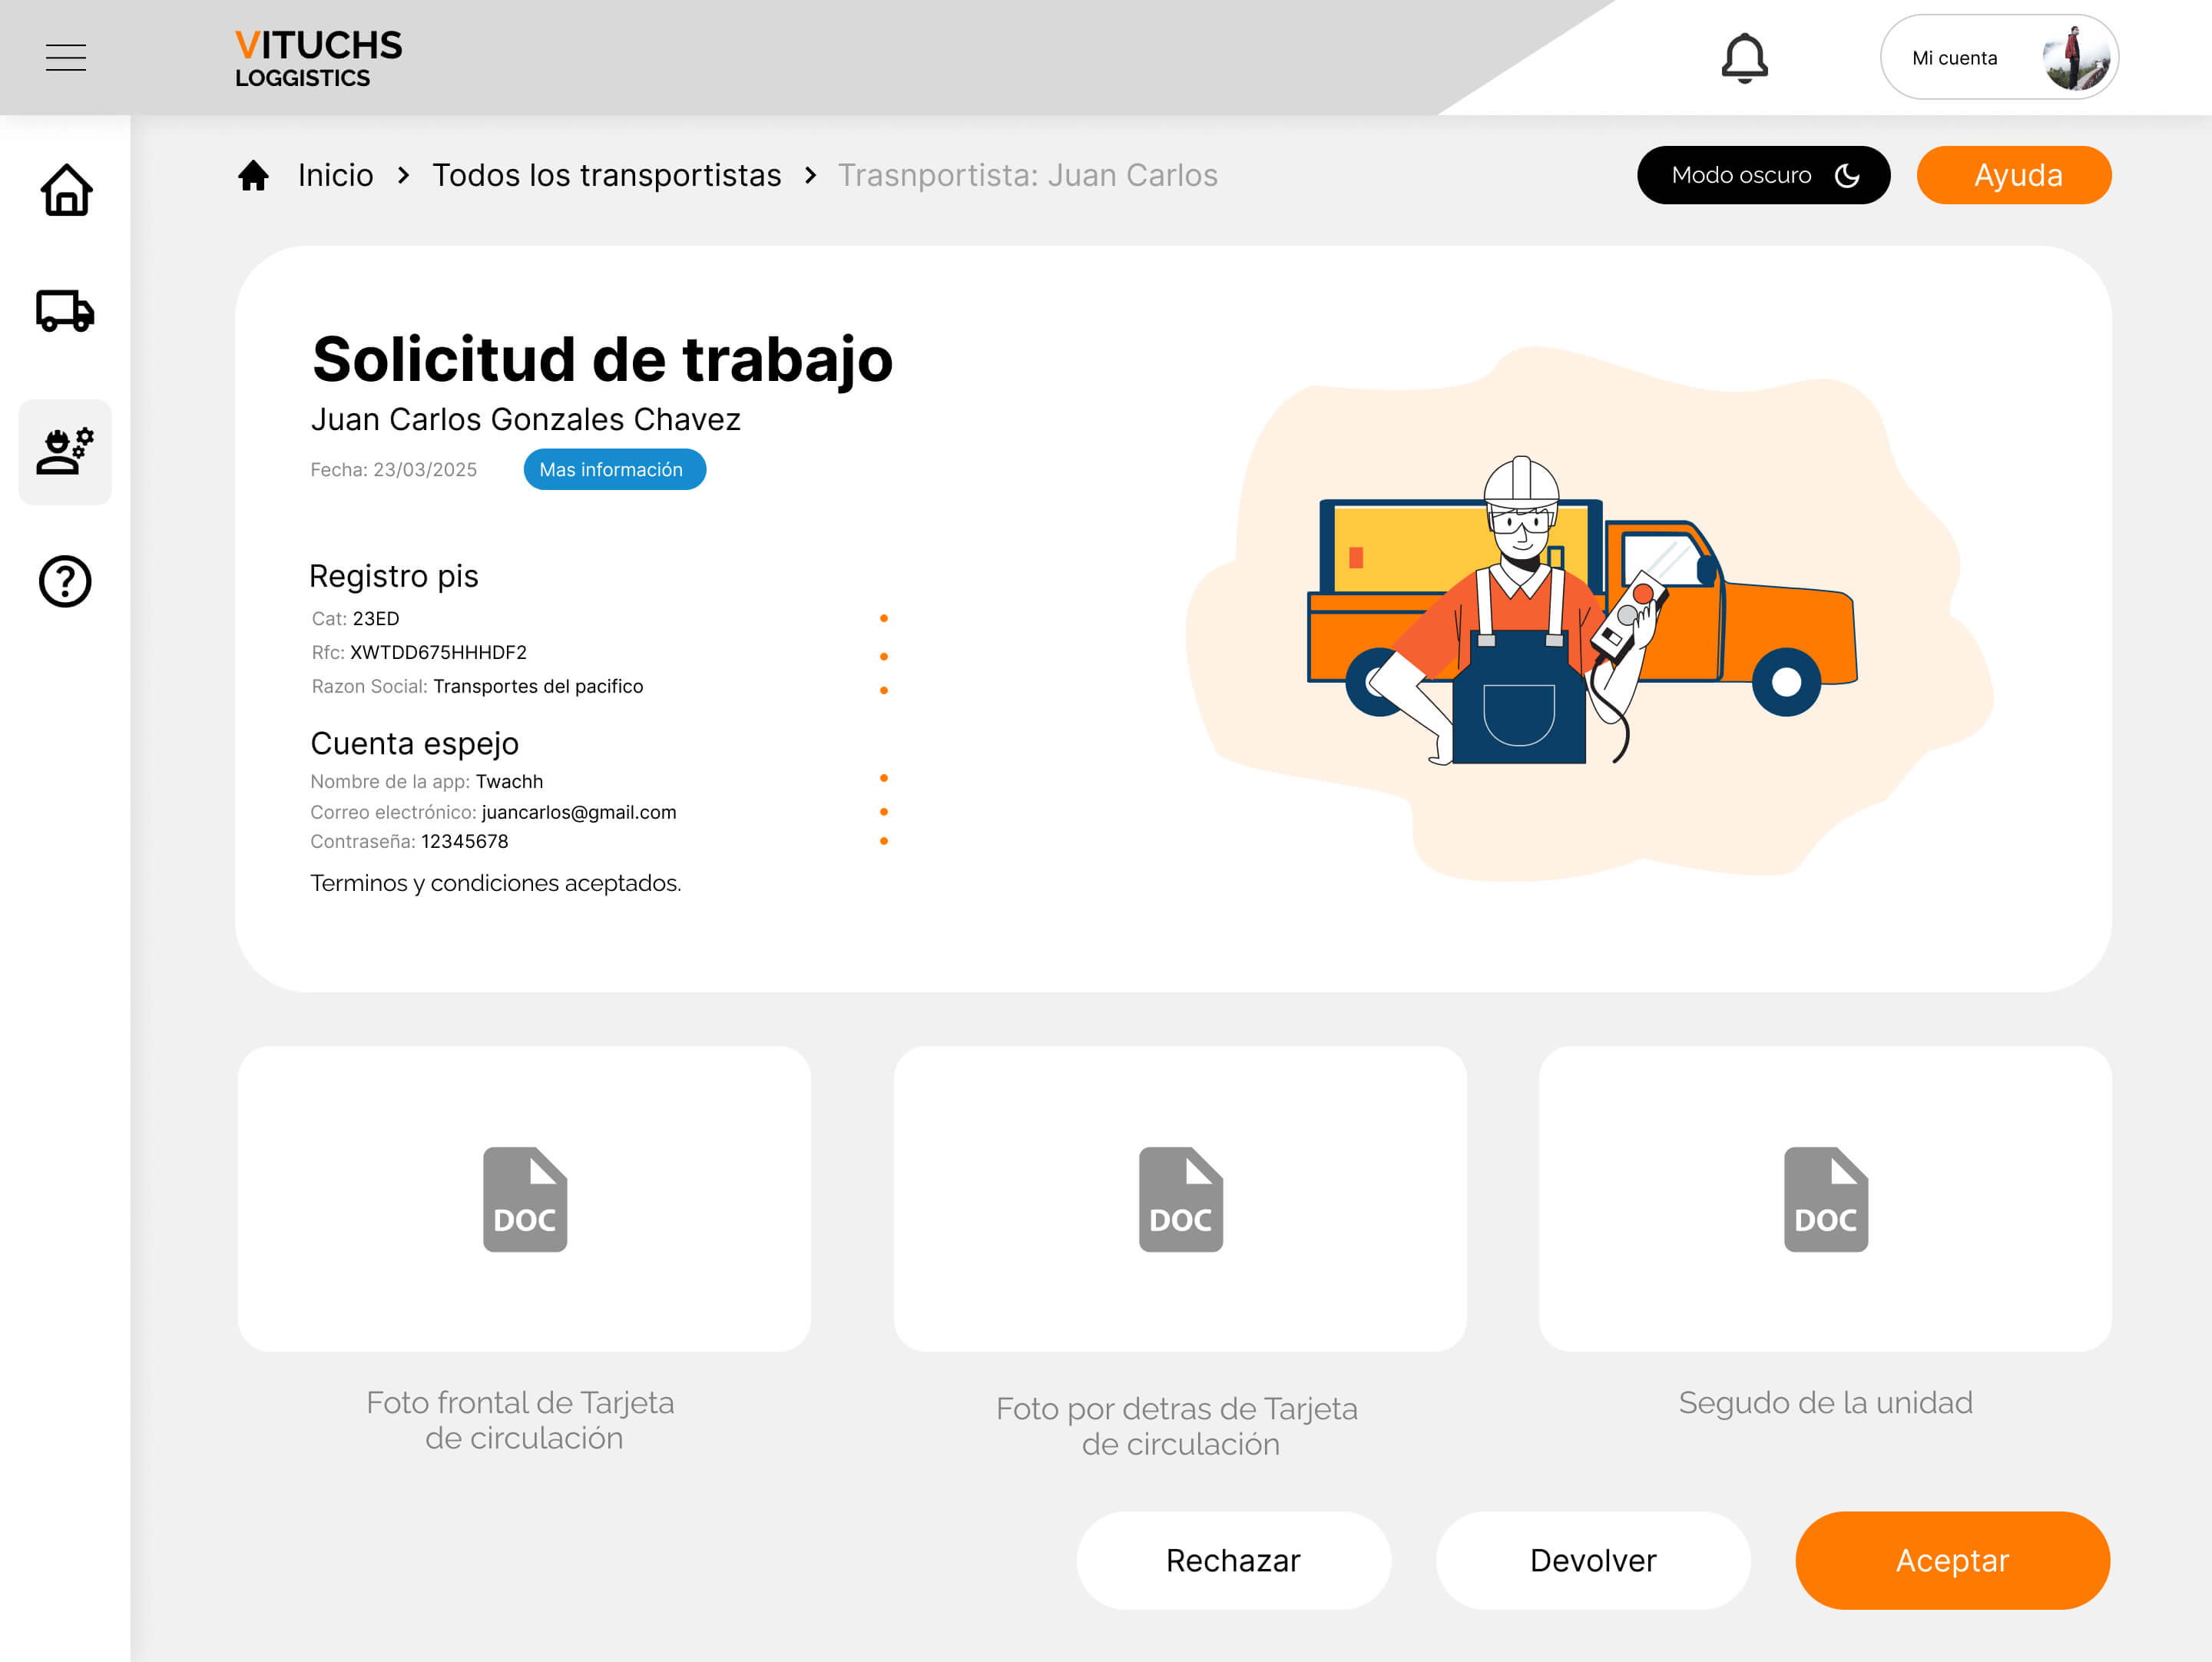 VITUCHS
LOGGISTICS
Mi cuenta
Inicio > Todos los transportistas > Trasnportista: Juan Carlos
Modo oscuro
Ayuda
Solicitud de trabajo
Juan Carlos Gonzales Chavez
Fecha: 23/03/2025
Mas información
Registro pis
Cat: 23ED
Rfc: XWTDD675HHHDF2
Razon Social: Transportes del pacifico
Cuenta espejo
Nombre de la app: Twachh
Correo electrónico: juancarlos@gmail.com
Contraseña: 12345678
Terminos y condiciones aceptados.
DOC
DOC
DOC
Foto frontal de Tarjeta
de circulación
Foto por detras de Tarjeta
de circulación
Segudo de la unidad
Rechazar
Devolver
Aceptar